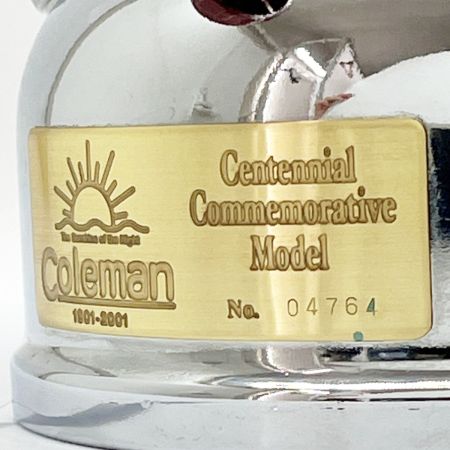 The Sunshine of the Night
Coleman
1901-2001
Centennial
Commemorative
Model
No. 04764